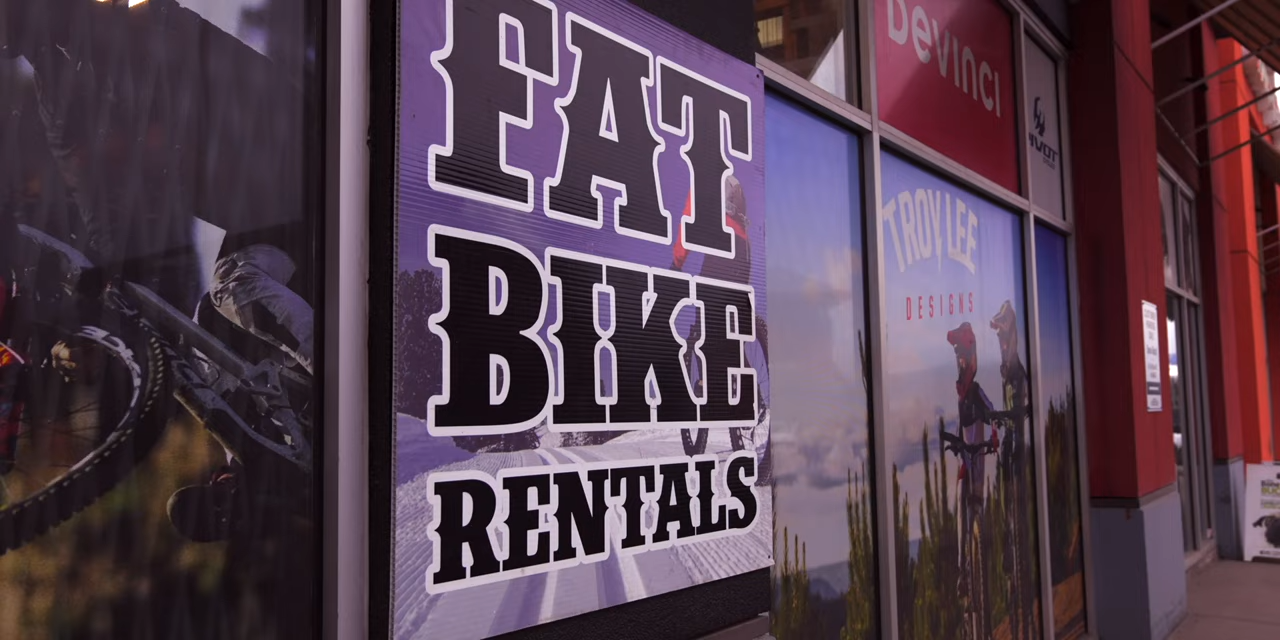 FAT
BIKE
RENTALS
DEVINCI
TROY LEE
DESIGNS